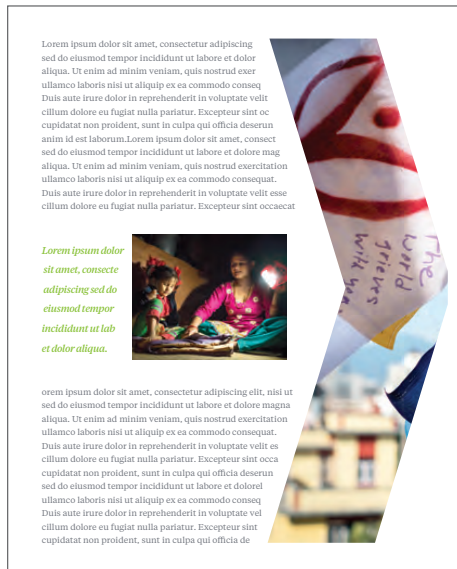 Lorem ipsum dolor sit amet, consectetur adipiscing
sed do eiusmod tempor incididunt ut labore et dolor
aliqua. Ut enim ad minim veniam, quis nostrud exer
ullamco laboris nisi ut aliquip ex ea commodo conseq
Duis aute irure dolor in reprehenderit in voluptate velit
cillum dolore eu fugiat nulla pariatur. Excepteur sint oc
cupidatat non proident, sunt in culpa qui officia deserun
anim id est laborum.Lorem ipsum dolor sit amet, consect
sed do eiusmod tempor incididunt ut labore et dolore mag
aliqua. Ut enim ad minim veniam, quis nostrud exercitation
ullamco laboris nisi ut aliquip ex ea commodo consequat.
Duis aute irure dolor in reprehenderit in voluptate velit esse
cillum dolore eu fugiat nulla pariatur. Excepteur sint occaecat
The
world
grieves
with you
Lorem ipsum dolor
sit amet, consecte
adipiscing sed do
eiusmod tempor
incididunt ut lab
et dolor aliqua.
orem ipsum dolor sit amet, consectetur adipiscing elit, nisi ut
sed do eiusmod tempor incididunt ut labore et dolore magna
aliqua. Ut enim ad minim veniam, quis nostrud exercitation
ullamco laboris nisi ut aliquip ex ea commodo consequat.
Duis aute irure dolor in reprehenderit in voluptate velit es
cillum dolore eu fugiat nulla pariatur. Excepteur sint occa
cupidatat non proident, sunt in culpa qui officia deserun
sed do eiusmod tempor incididunt ut labore et dolorel
ullamco laboris nisi ut aliquip ex ea commodo conseq
Duis aute irure dolor in reprehenderit in voluptate vel
cillum dolore eu fugiat nulla pariatur. Excepteur sint
cupidatat non proident, sunt in culpa qui officia de